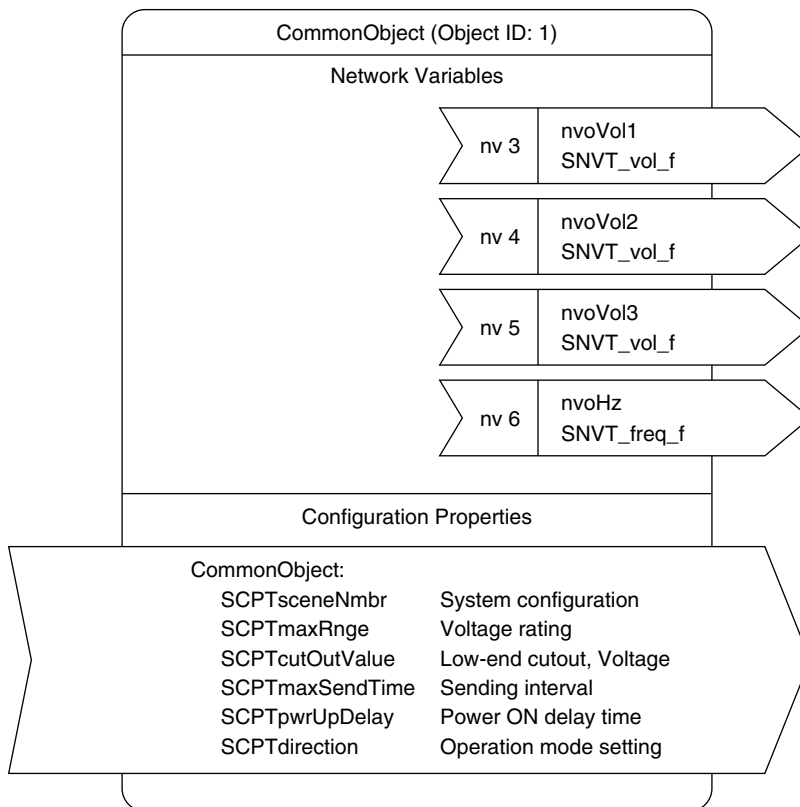 CommonObject (Object ID: 1)
Network Variables
nv 3
nvoVol1
SNVT_vol_f
nv 4
nvoVol2
SNVT_vol_f
nv 5
nvoVol3
SNVT_vol_f
nv 6
nvoHz
SNVT_freq_f
Configuration Properties
CommonObject:
SCPTsceneNmbr System configuration
SCPTmaxRnge Voltage rating
SCPTcutOutValue Low-end cutout, Voltage
SCPTmaxSendTime Sending interval
SCPTpwrUpDelay Power ON delay time
SCPTdirection Operation mode setting